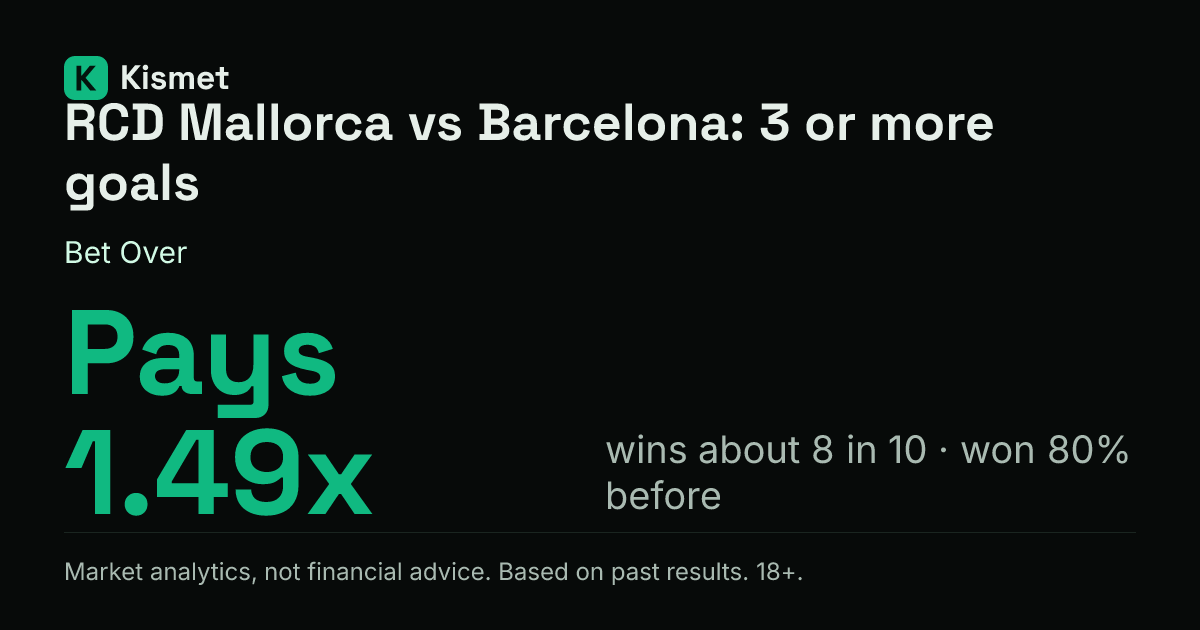 K Kismet
RCD Mallorca vs Barcelona: 3 or more
goals
Bet Over
Pays
1.49x
wins about 8 in 10 · won 80%
before
Market analytics, not financial advice. Based on past results. 18+.